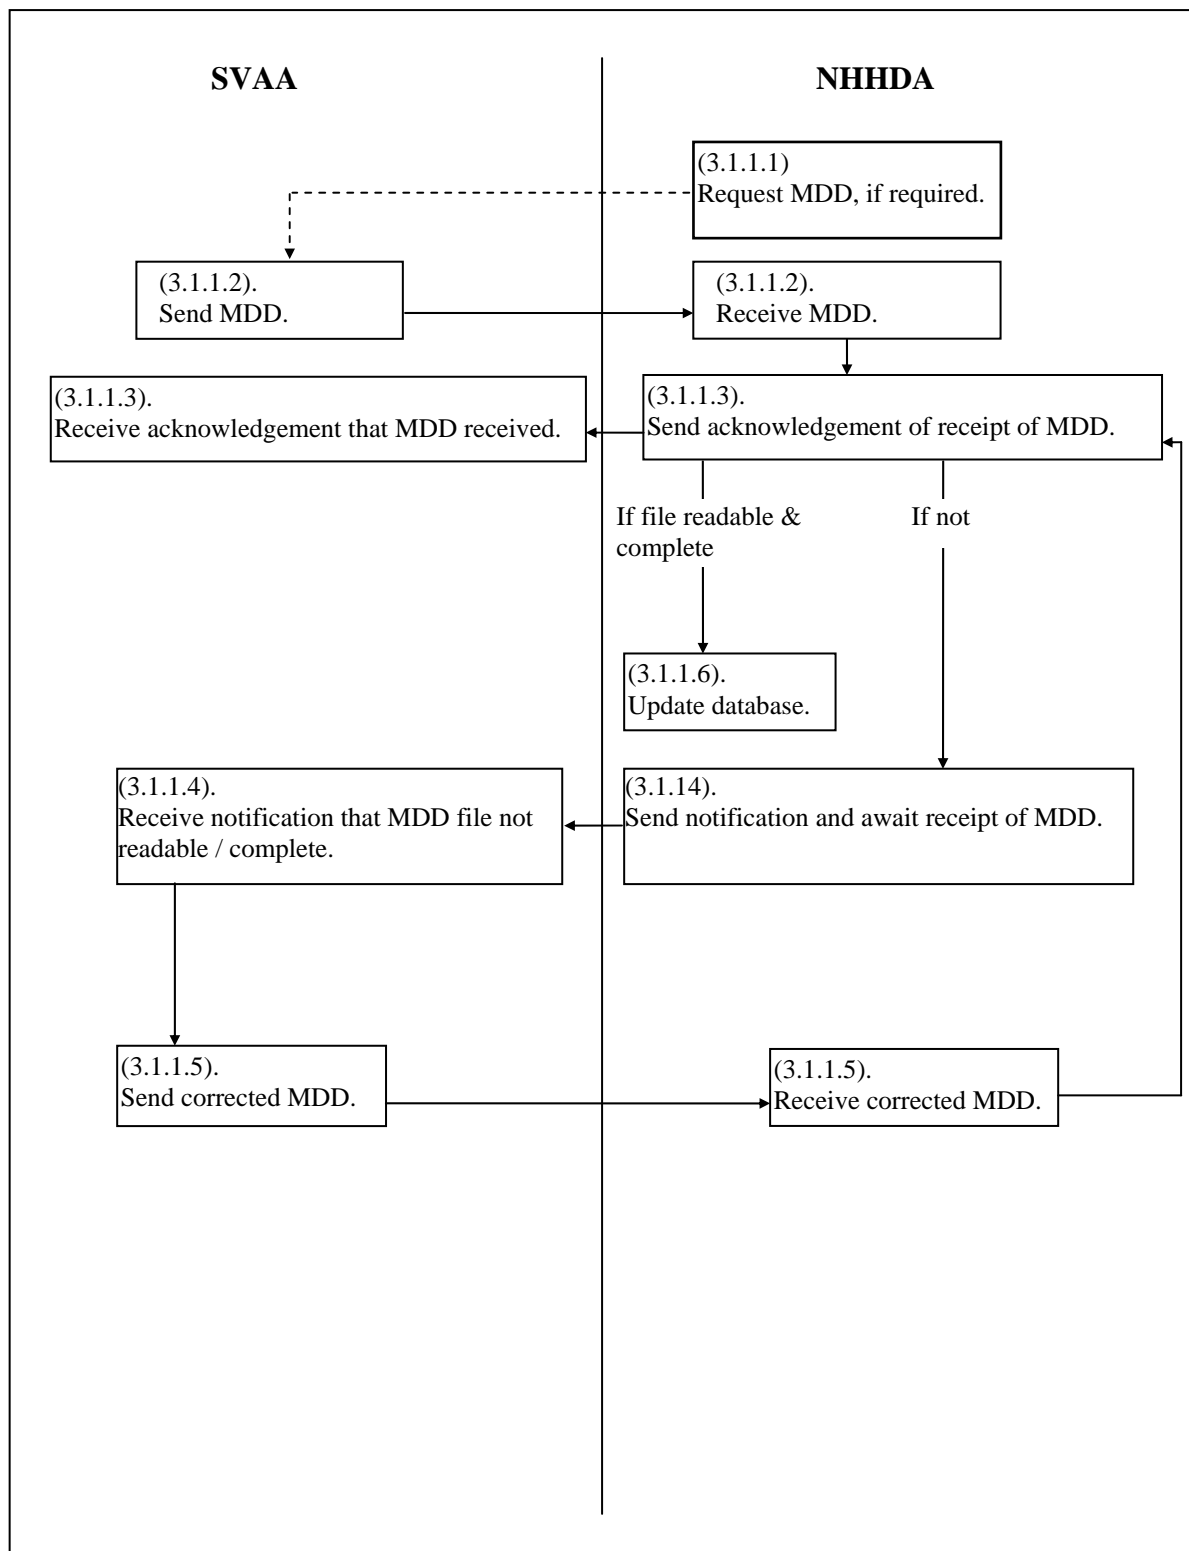 SVAA
NHHDA
(3.1.1.1)
Request MDD, if required.
(3.1.1.2).
Send MDD.
(3.1.1.2).
Receive MDD.
(3.1.1.3).
Receive acknowledgement that MDD received.
(3.1.1.3).
Send acknowledgement of receipt of MDD.
If file readable &
complete
If not
(3.1.1.6).
Update database.
(3.1.1.4).
Receive notification that MDD file not
readable / complete.
(3.1.14).
Send notification and await receipt of MDD.
(3.1.1.5).
Send corrected MDD.
(3.1.1.5).
Receive corrected MDD.